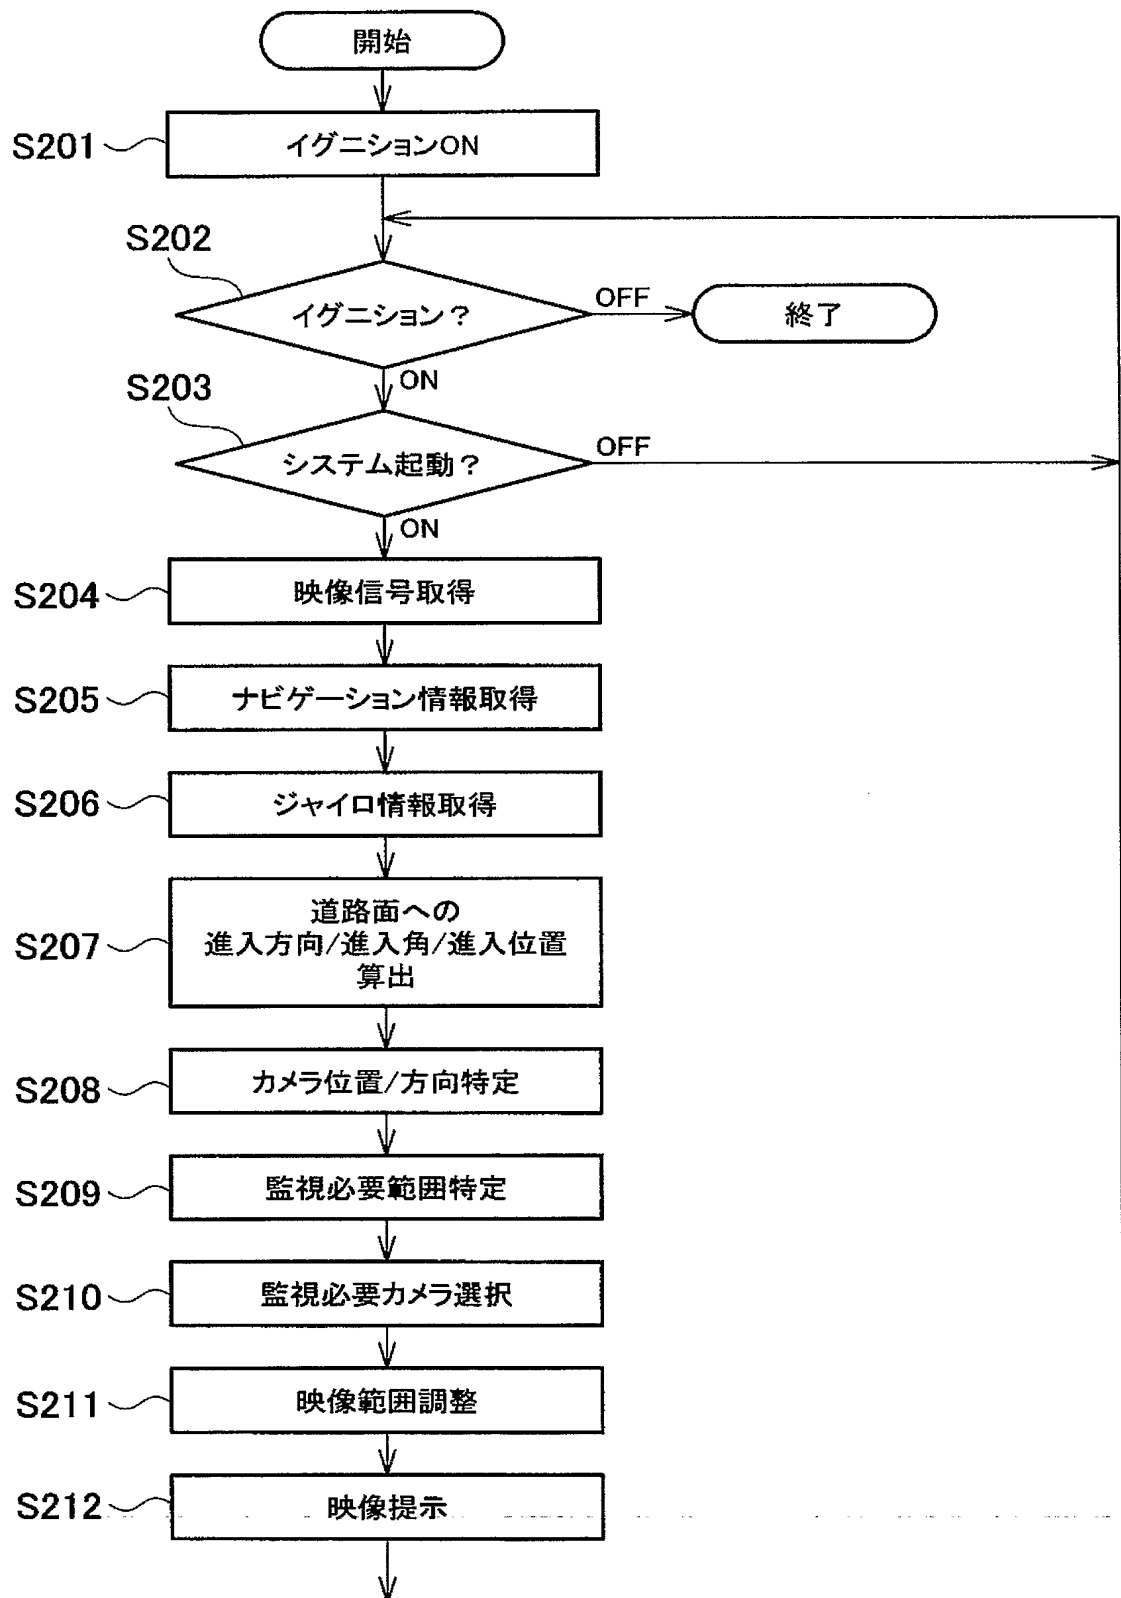 開始
S201
イグニションON
S202
イグニション?
OFF
終了
ON
S203
システム起動?
OFF
ON
S204
映像信号取得
S205
ナビゲーション情報取得
S206
ジャイロ情報取得
S207
道路面への
進入方向/進入角/進入位置
算出
S208
カメラ位置/方向特定
S209
監視必要範囲特定
S210
監視必要カメラ選択
S211
映像範囲調整
S212
映像提示